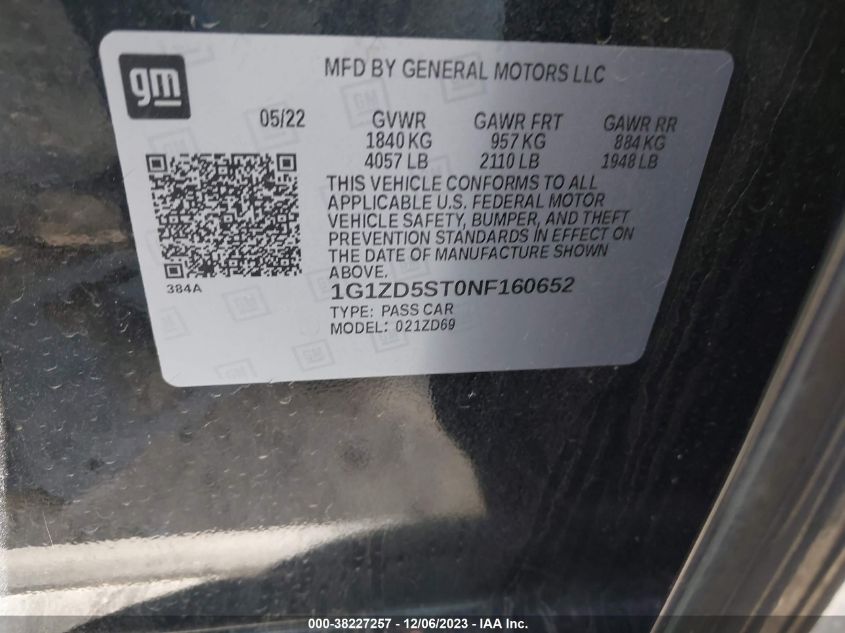 gm
MFD BY GENERAL MOTORS LLC
05/22 GVWR GAWR FRT GAWR RR
1840 KG 957 KG 884 KG
4057 LB 2110 LB 1948 LB
THIS VEHICLE CONFORMS TO ALL
APPLICABLE U.S. FEDERAL MOTOR
VEHICLE SAFETY, BUMPER, AND THEFT
PREVENTION STANDARDS IN EFFECT ON
THE DATE OF MANUFACTURE SHOWN
ABOVE.
384A
1G1ZD5ST0NF160652
TYPE: PASS CAR
MODEL: 021ZD69
000-38227257 - 12/06/2023 - IAA Inc.